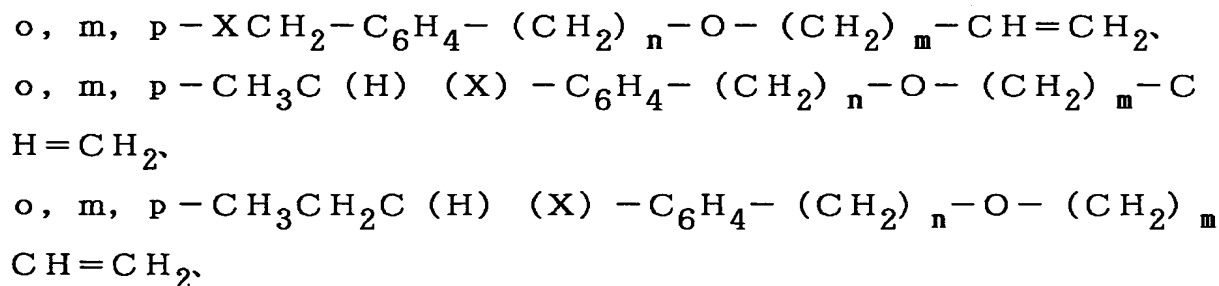 o, m, p－XCH₂－C₆H₄－(CH₂)ₙ－O－(CH₂)ₘ－CH＝CH₂、
o, m, p－CH₃C(H)(X)－C₆H₄－(CH₂)ₙ－O－(CH₂)ₘ－C
H＝CH₂、
o, m, p－CH₃CH₂C(H)(X)－C₆H₄－(CH₂)ₙ－O－(CH₂)ₘ
CH＝CH₂、